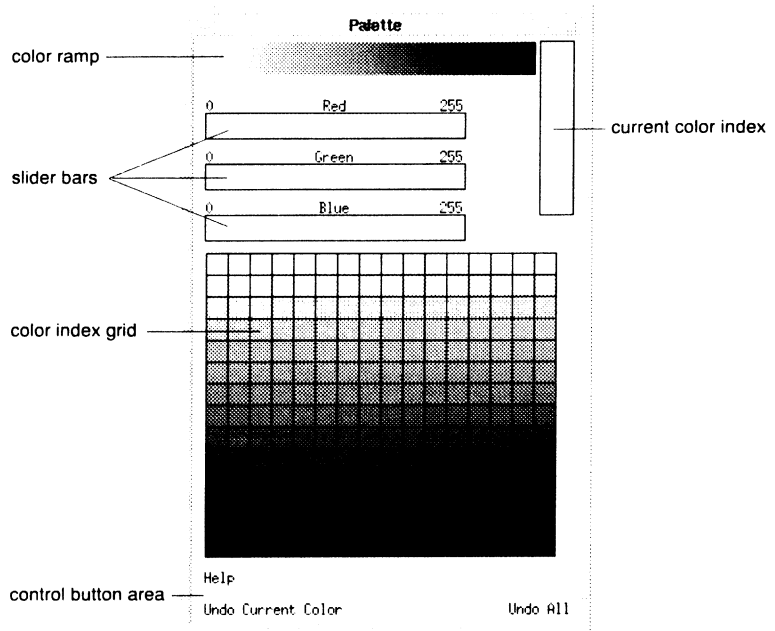 Palette
color ramp
0 Red 255
current color index
0 Green 255
slider bars
0 Blue 255
color index grid
Help
control button area
Undo Current Color Undo All